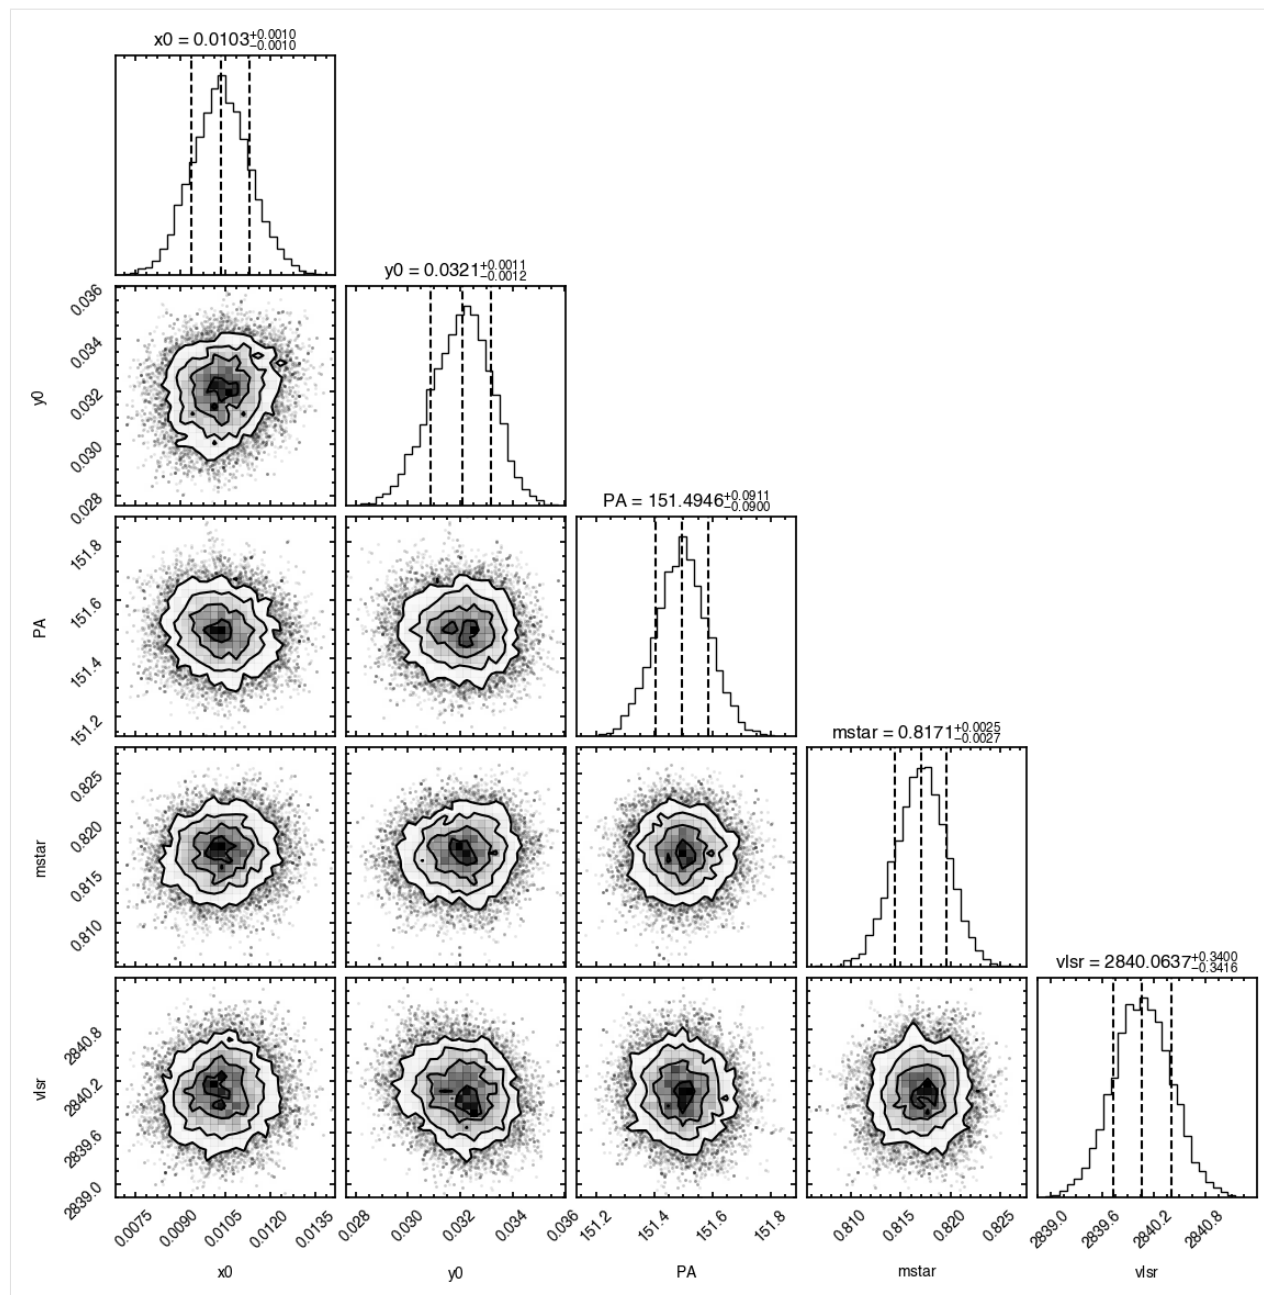 x0 = 0.0103+0.0010 −0.0010
y0 = 0.0321+0.0011 −0.0012
0.036
0.034
0.032
0.030
0.028
y0
PA = 151.4946+0.0911 −0.0900
151.8
151.6
151.4
151.2
PA
mstar = 0.8171+0.0025 −0.0027
0.825
0.820
0.815
0.810
mstar
vlsr = 2840.0637+0.3400 −0.3416
2840.8
2840.2
2839.6
2839.0
vlsr
0.0075 0.0090 0.0105 0.0120 0.0135 0.028 0.030 0.032 0.034 0.036 151.2 151.4 151.6 151.8 0.810 0.815 0.820 0.825 2839.0 2839.6 2840.2 2840.8
x0 y0 PA mstar vlsr